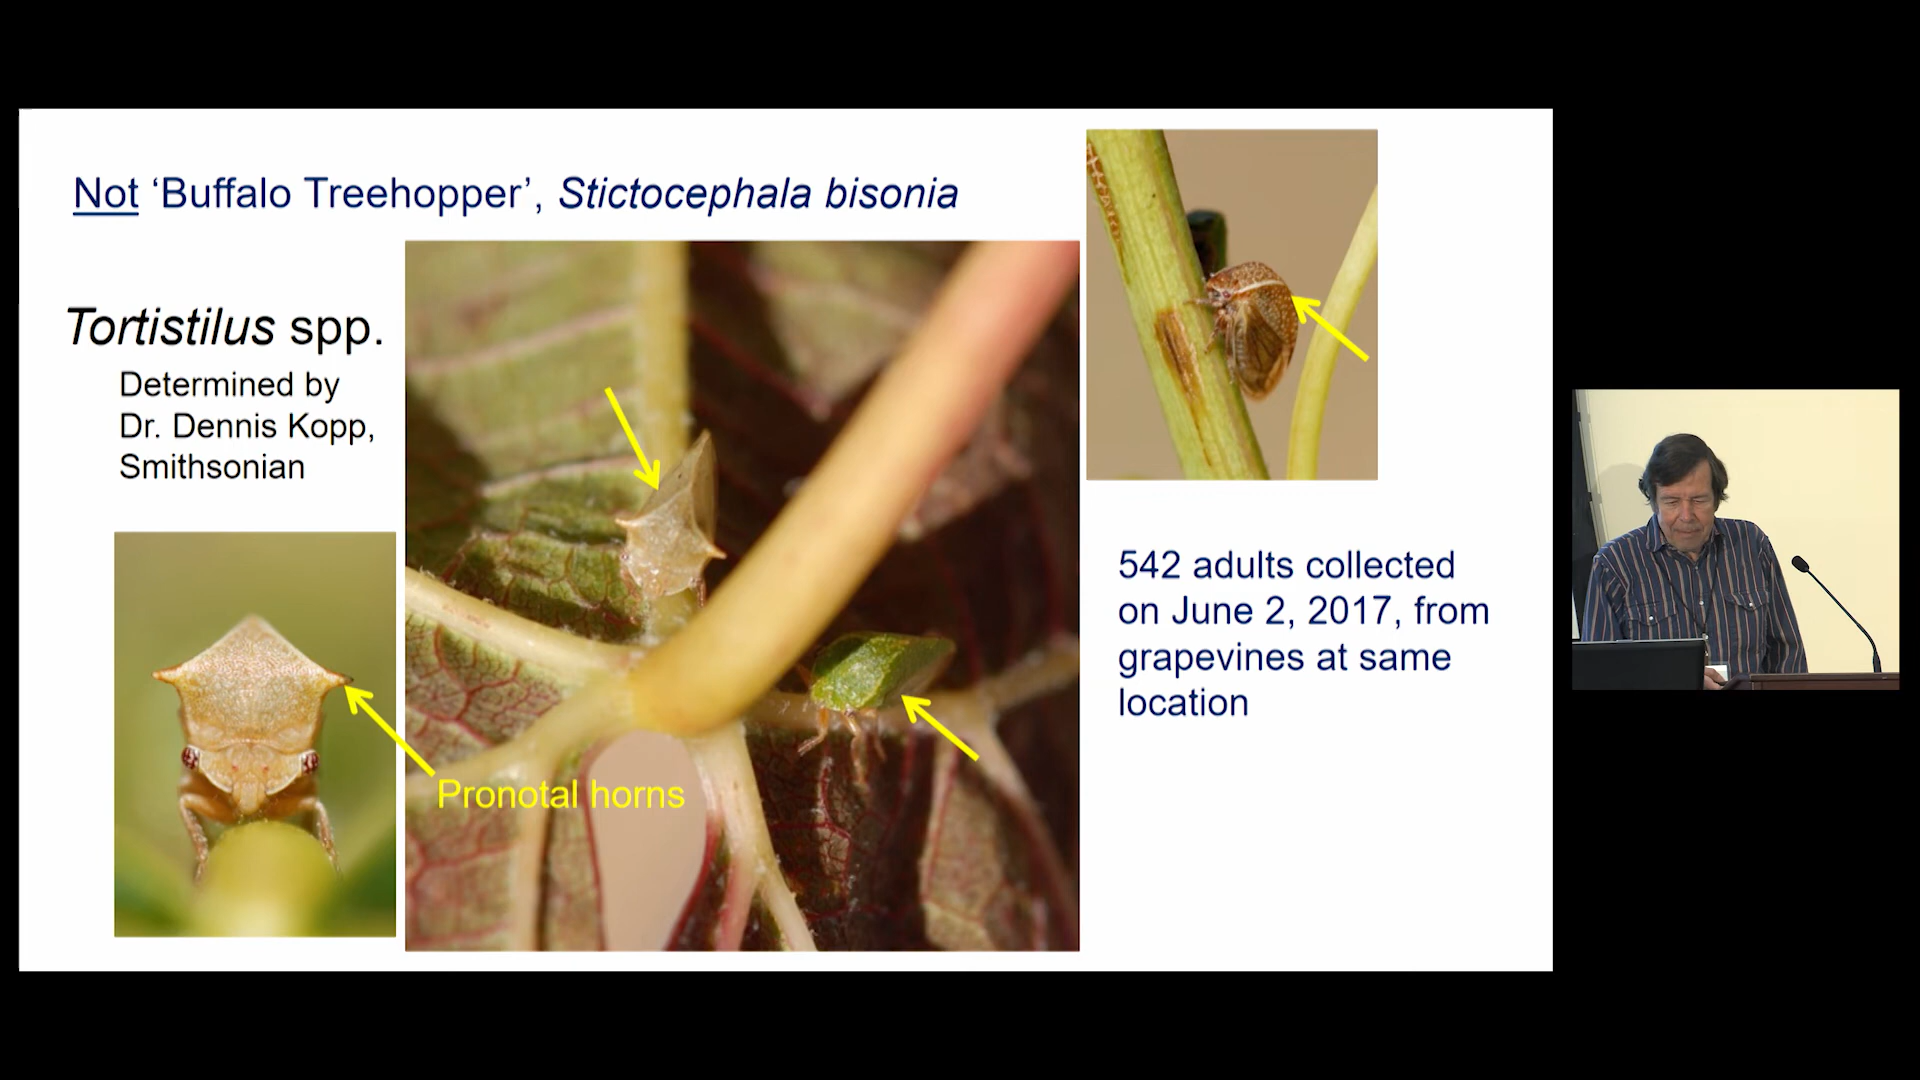 Not ‘Buffalo Treehopper’, Stictocephala bisonia
Tortistilus spp.
Determined by
Dr. Dennis Kopp,
Smithsonian
Pronotal horns
542 adults collected
on June 2, 2017, from
grapevines at same
location